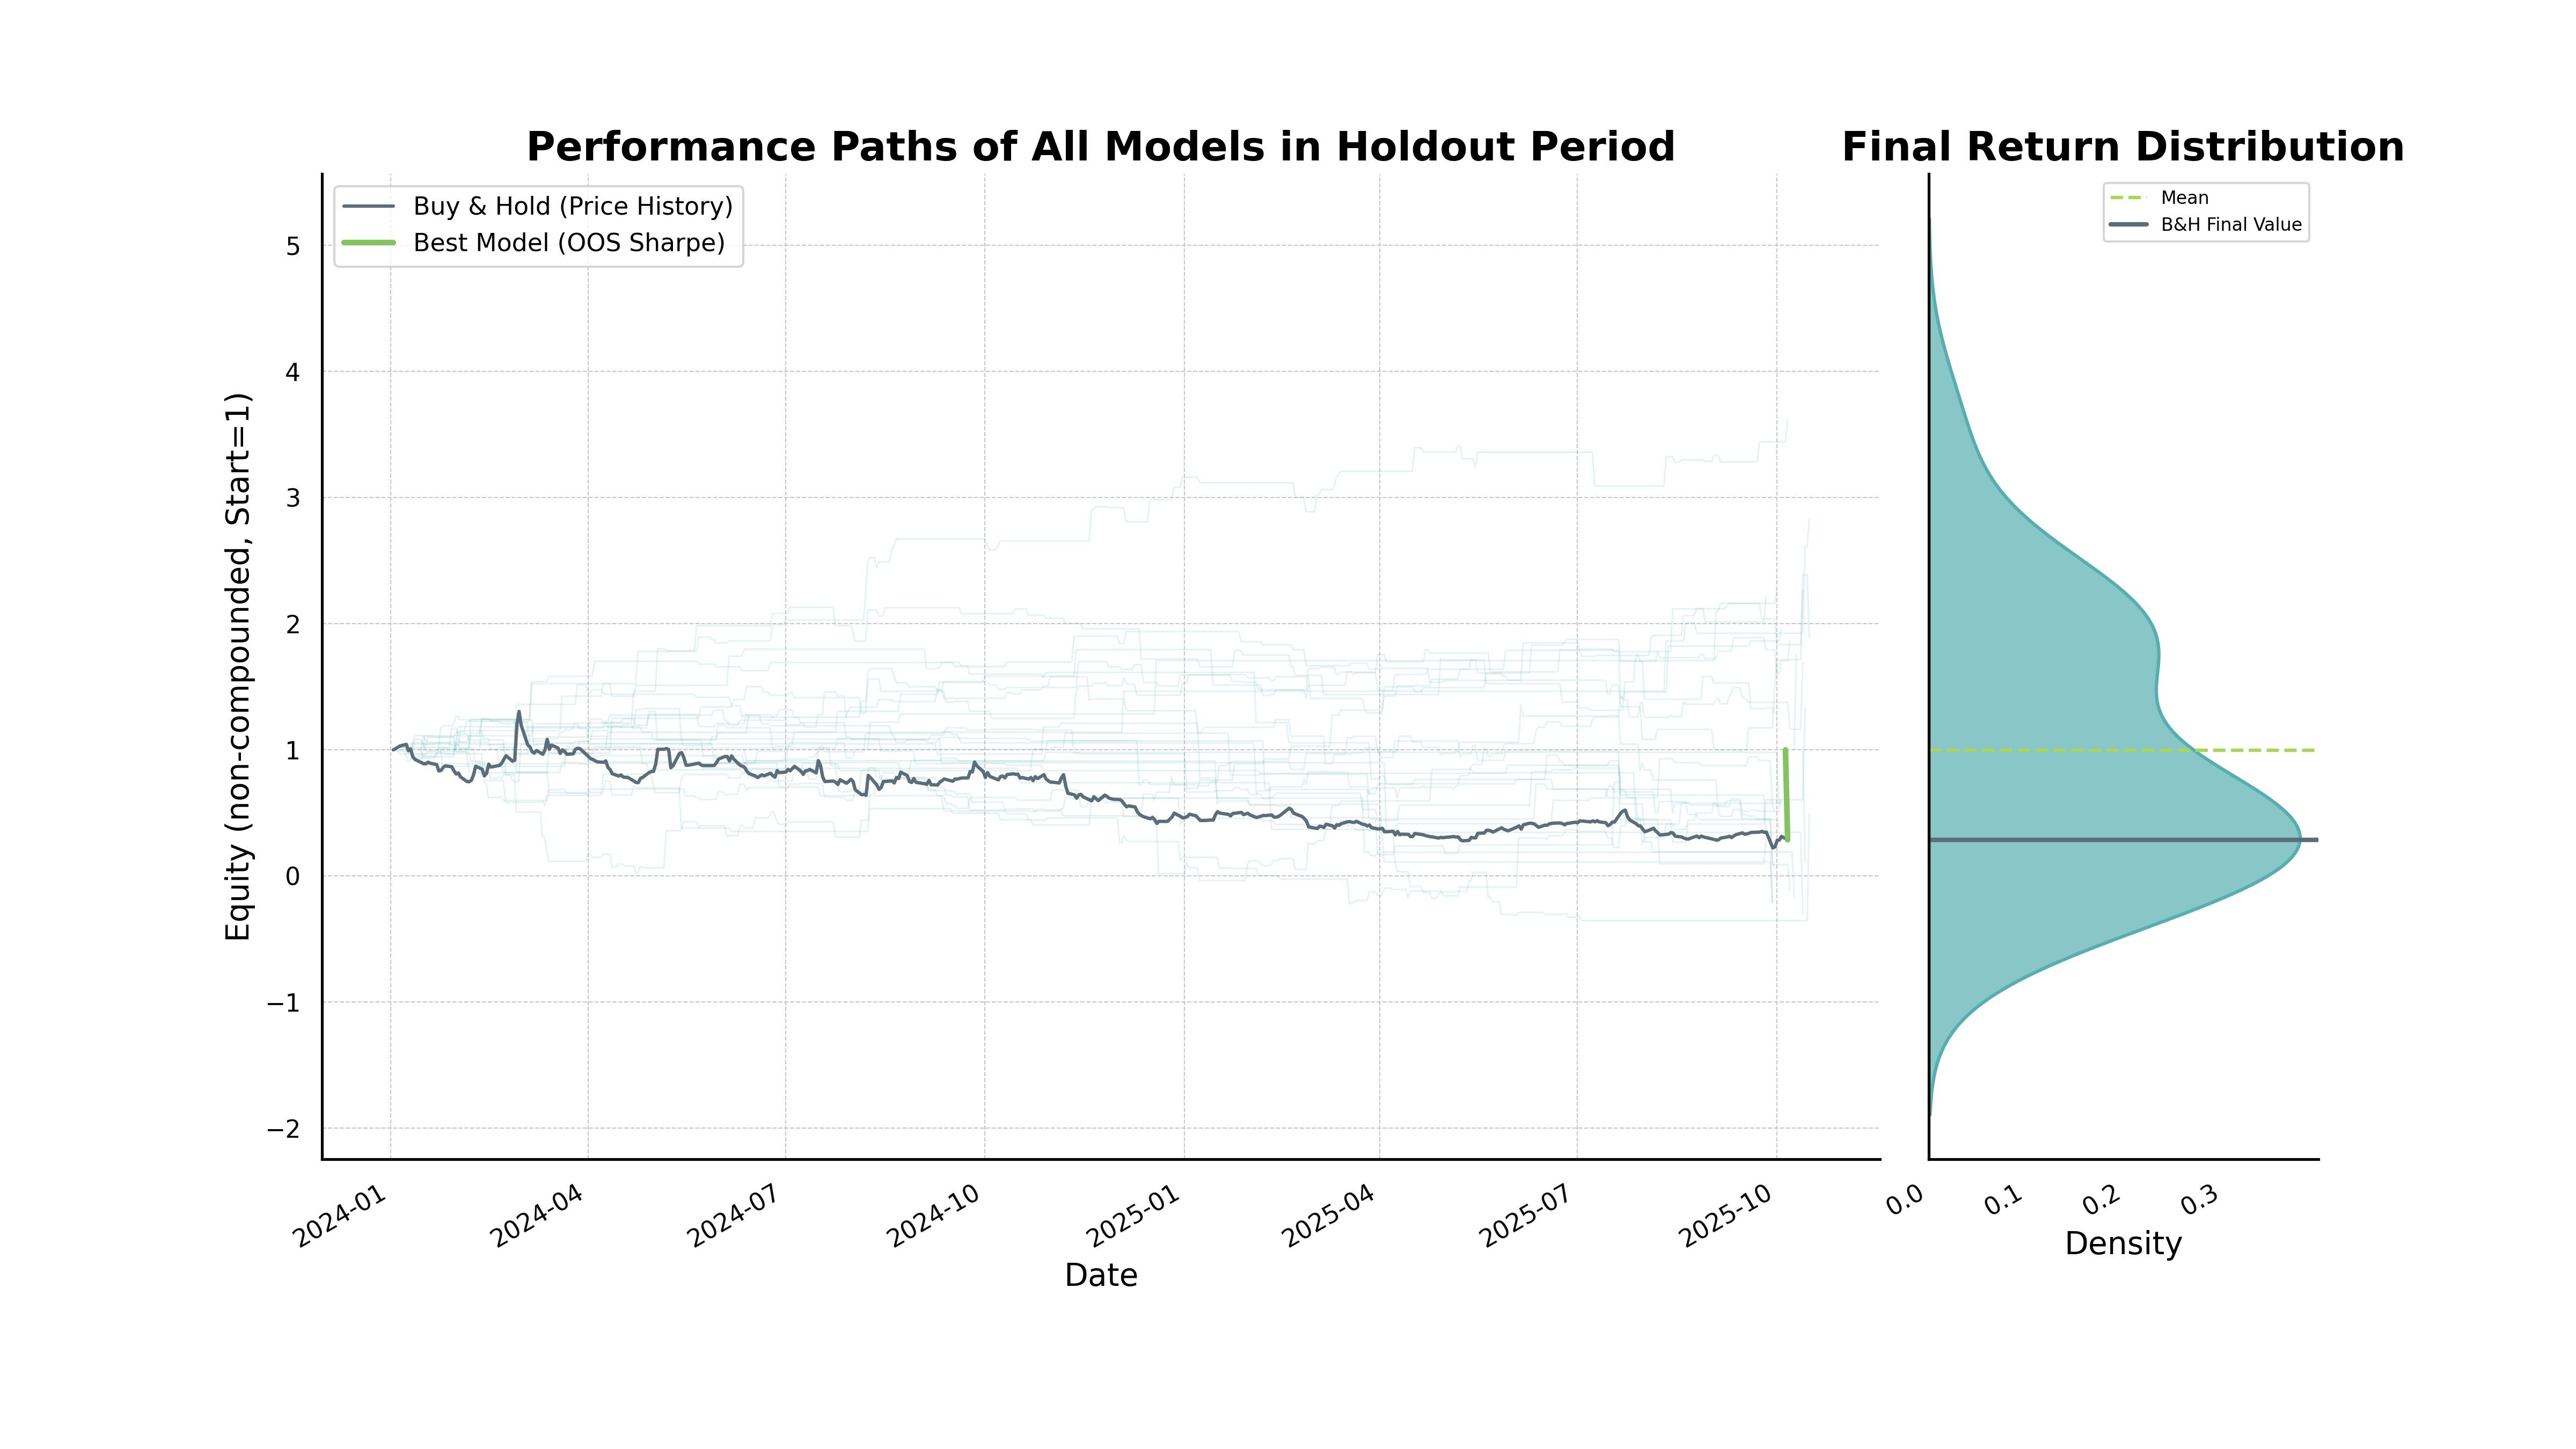 Performance Paths of All Models in Holdout Period
Buy & Hold (Price History)
Best Model (OOS Sharpe)
Equity (non-compounded, Start=1)
5
4
3
2
1
0
−1
−2
2024-01
2024-04
2024-07
2024-10
2025-01
2025-04
2025-07
2025-10
Date
Final Return Distribution
Mean
B&H Final Value
0.0
0.1
0.2
0.3
Density